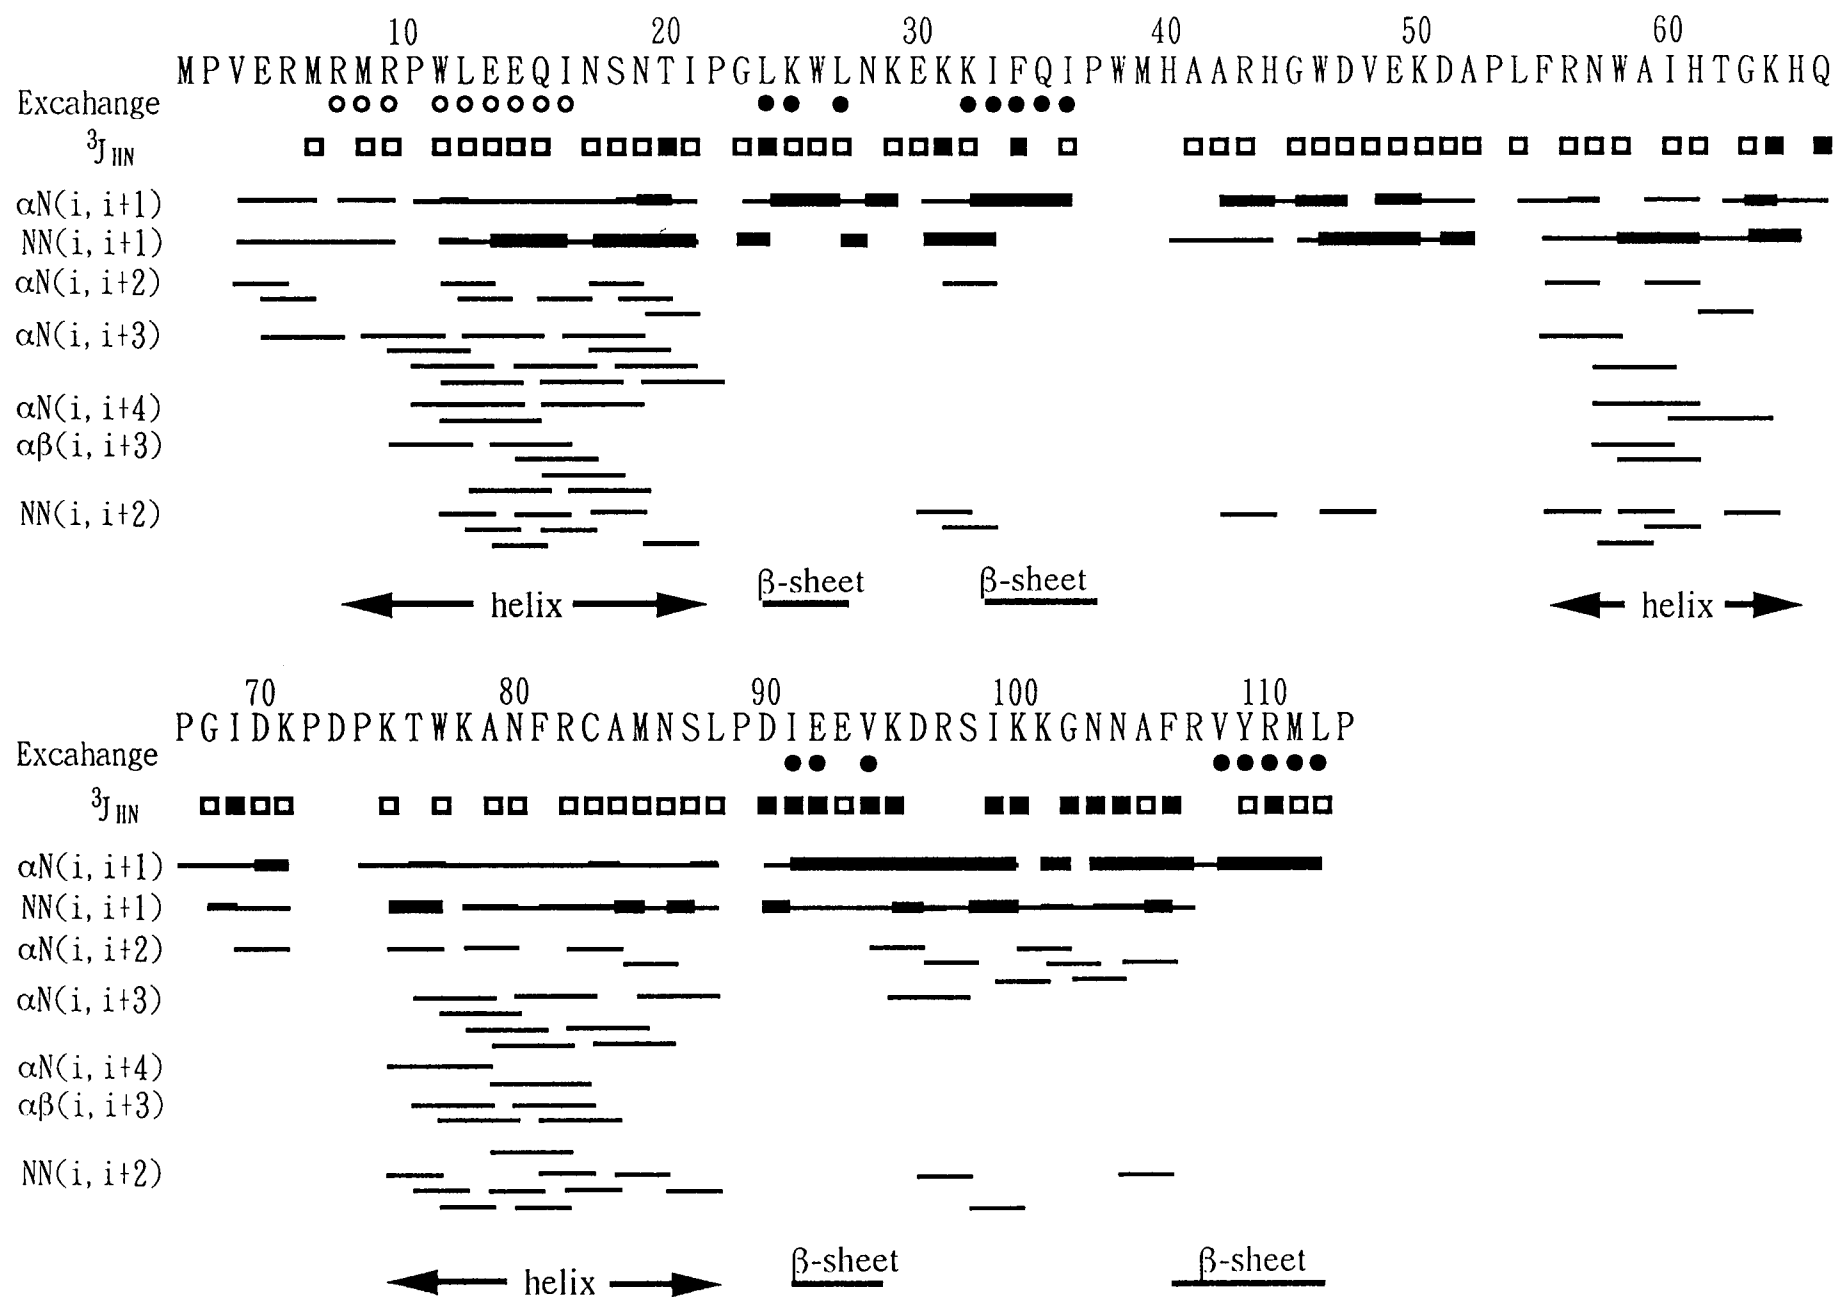 10 20 30 40 50 60
MPVERMRMRPWLEEQINSNTIPGLKWLNKEKKIFQIPWMHAARHGWDVEKDAPLFRNWAIHTGKHQ
Excahange
³J HN
αN(i, i+1)
NN(i, i+1)
αN(i, i+2)
αN(i, i+3)
αN(i, i+4)
αβ(i, i+3)
NN(i, i+2)
β-sheet β-sheet
helix helix
70 80 90 100 110
PGIDKPDPKTWKANFRCAMNSLPDIEEVKDRSIKKGNNAFRVYRMLP
Excahange
³J HN
αN(i, i+1)
NN(i, i+1)
αN(i, i+2)
αN(i, i+3)
αN(i, i+4)
αβ(i, i+3)
NN(i, i+2)
β-sheet β-sheet
helix